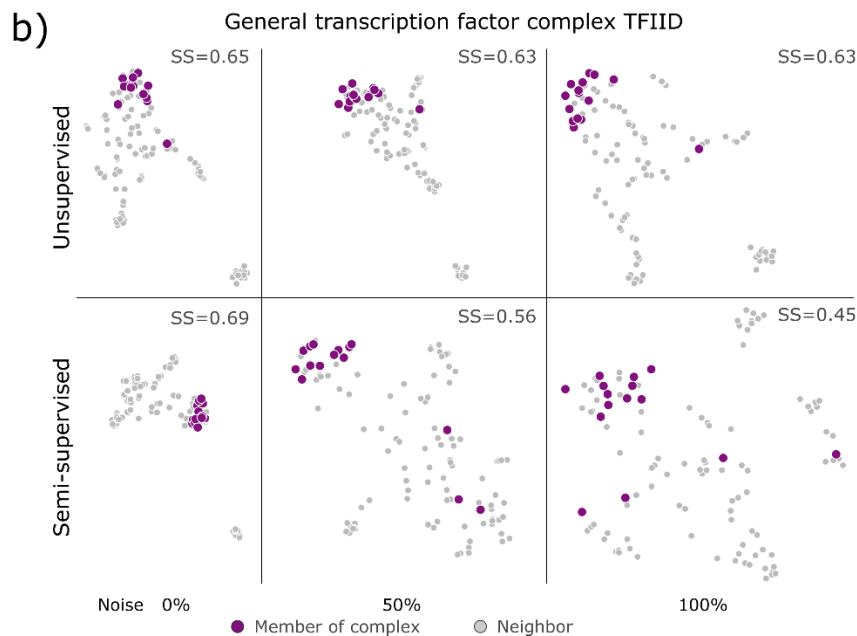 b)
General transcription factor complex TFIID
SS=0.65
SS=0.63
SS=0.63
Unsupervised
SS=0.69
SS=0.56
SS=0.45
Semi-supervised
Noise 0%
50%
100%
Member of complex
Neighbor